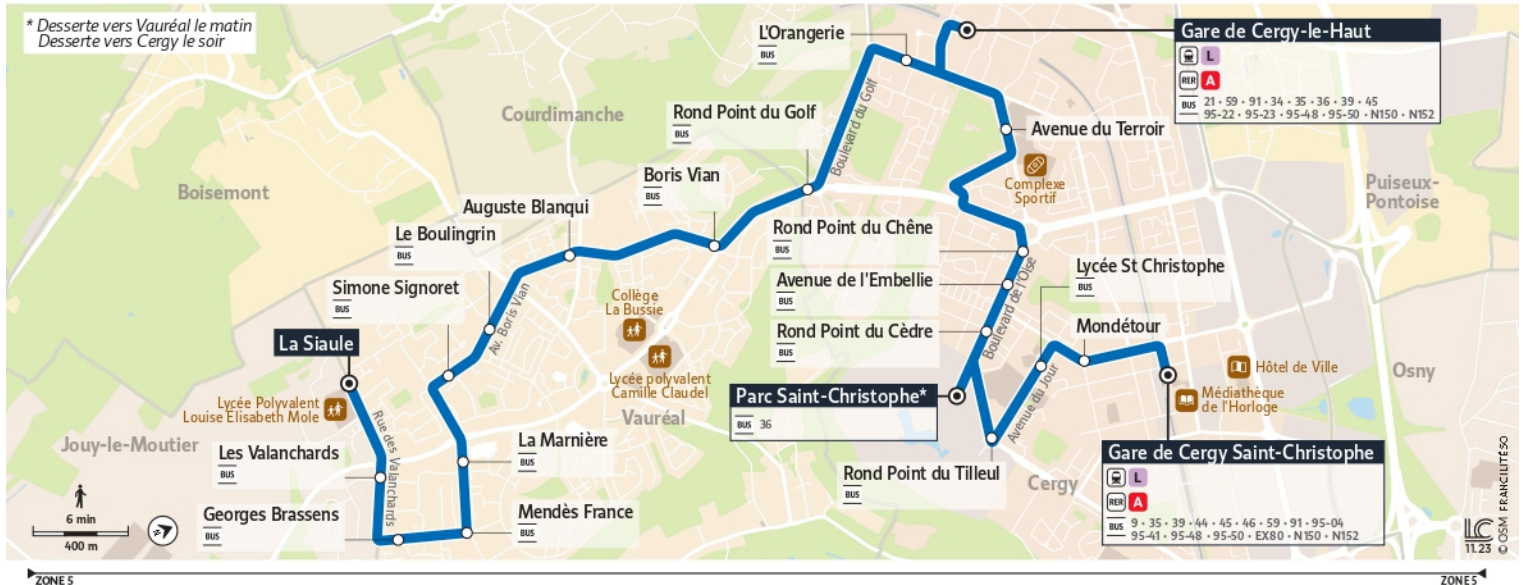 * Desserte vers Vauréal le matin
Desserte vers Cergy le soir
L'Orangerie
BUS
Gare de Cergy-le-Haut
L
RER A
BUS 21 • 59 • 91 • 34 • 35 • 36 • 39 • 45
95-22 • 95-23 • 95-48 • 95-50 • N150 • N152
Courdimanche
Rond Point du Golf
BUS
Boulevard du Golf
Avenue du Terroir
Complexe
Sportif
Boisemont
Boris Vian
BUS
Puiseux-
Pontoise
Auguste Blanqui
Le Boulingrin
BUS
Rond Point du Chêne
BUS
Simone Signoret
BUS
Av. Boris Vian
Collège
La Bussie
Avenue de l'Embellie
BUS
Boulevard de l'Oise
Lycée St Christophe
BUS
Rond Point du Cèdre
BUS
Mondétour
La Siaule
Lycée polyvalent
Camille Claudel
Hôtel de Ville
Osny
Lycée Polyvalent
Louise Elisabeth Mole
Vauréal
Parc Saint-Christophe*
BUS 36
Avenue du Jour
Médiathèque
de l'Horloge
Jouy-le-Moutier
Rue des Valanchards
Les Valanchards
BUS
La Marnière
BUS
Rond Point du Tilleul
BUS
Cergy
Gare de Cergy Saint-Christophe
L
RER A
BUS 9 • 35 • 39 • 44 • 45 • 46 • 59 • 91 • 95-04
95-41 • 95-48 • 95-50 • EX80 • N150 • N152
Georges Brassens
BUS
Mendès France
BUS
6 min
400 m
LC
11.23
© OSM FRANCILITÉ SO
ZONE 5
ZONE 5